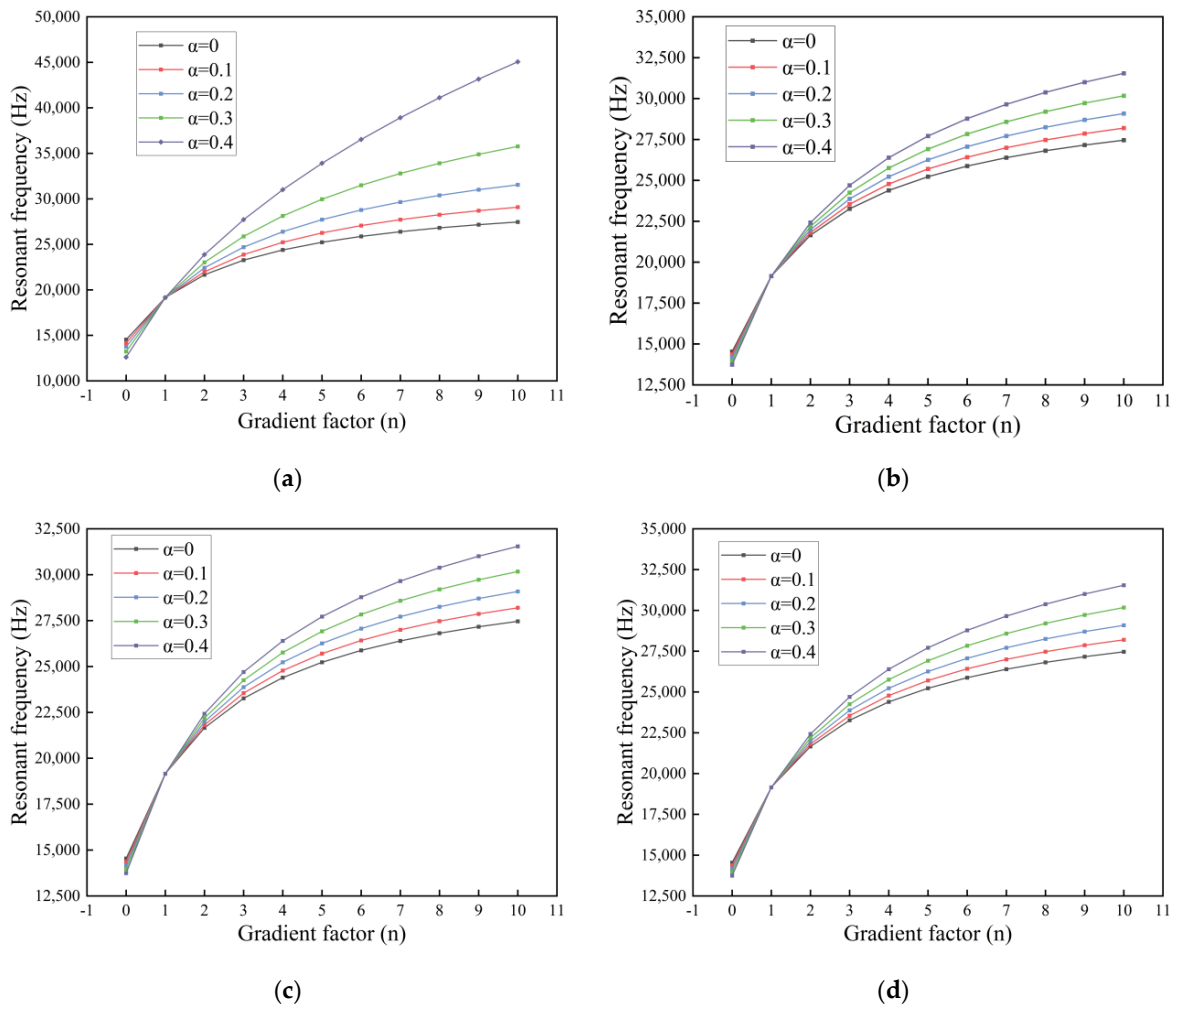 50,000
45,000
40,000
35,000
30,000
25,000
20,000
15,000
10,000
Resonant frequency (Hz)
α=0
α=0.1
α=0.2
α=0.3
α=0.4
-1 0 1 2 3 4 5 6 7 8 9 10 11
Gradient factor (n)
(a)
35,000
32,500
30,000
27,500
25,000
22,500
20,000
17,500
15,000
12,500
Resonant frequency (Hz)
α=0
α=0.1
α=0.2
α=0.3
α=0.4
-1 0 1 2 3 4 5 6 7 8 9 10 11
Gradient factor (n)
(b)
32,500
30,000
27,500
25,000
22,500
20,000
17,500
15,000
12,500
Resonant frequency (Hz)
α=0
α=0.1
α=0.2
α=0.3
α=0.4
-1 0 1 2 3 4 5 6 7 8 9 10 11
Gradient factor (n)
(c)
35,000
32,500
30,000
27,500
25,000
22,500
20,000
17,500
15,000
12,500
Resonant frequency (Hz)
α=0
α=0.1
α=0.2
α=0.3
α=0.4
-1 0 1 2 3 4 5 6 7 8 9 10 11
Gradient factor (n)
(d)